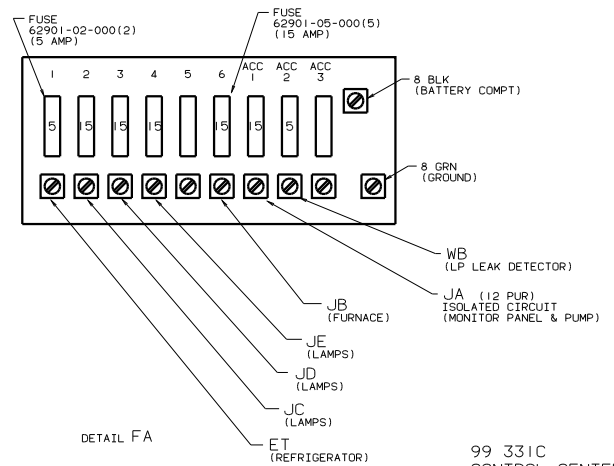 FUSE
62901-02-000(2)
(5 AMP)
FUSE
62901-05-000(5)
(15 AMP)
1 2 3 4 5 6 ACC 1 ACC 2 ACC 3
8 BLK
(BATTERY COMPT)
5 15 15 15 15 15 5
8 GRN
(GROUND)
WB
(LP LEAK DETECTOR)
JA (12 PUR)
ISOLATED CIRCUIT
(MONITOR PANEL & PUMP)
JB
(FURNACE)
JE
(LAMPS)
JD
(LAMPS)
JC
(LAMPS)
ET
(REFRIGERATOR)
DETAIL FA
99 331C